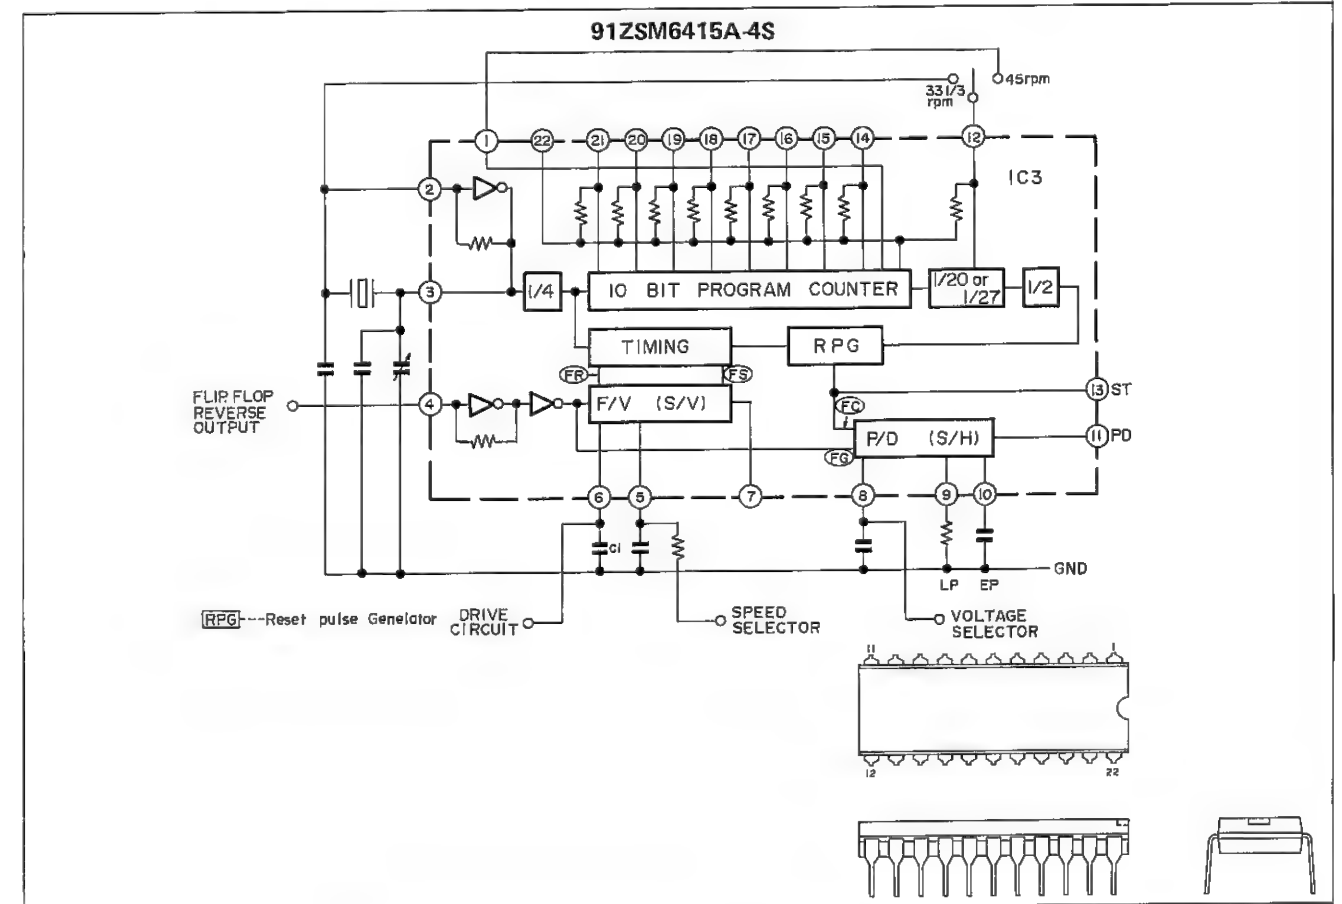 91ZSM6415A-4S
33 1/3 rpm
45rpm
1 22 21 20 19 18 17 16 15 14 12
IC3
2
3
1/4
10 BIT PROGRAM COUNTER
1/20 or 1/27
1/2
TIMING
RPG
FR
FS
13 ST
FLIP FLOP
REVERSE
OUTPUT
4
F/V (S/V)
FC
P/D (S/H)
11 PD
FG
6 5 7 8 9 10
C1
LP EP
GND
RPG---Reset pulse Genelator
DRIVE
CIRCUIT
SPEED
SELECTOR
VOLTAGE
SELECTOR
11 1
12 22